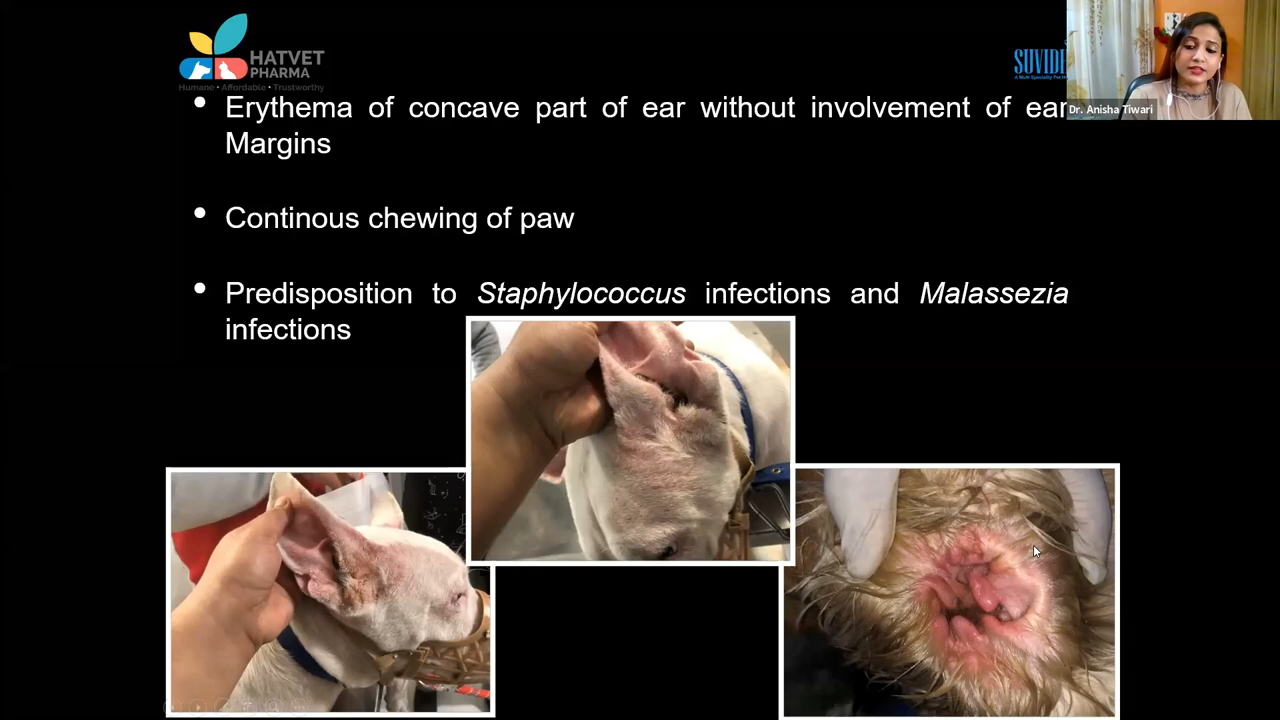 HATVET
PHARMA
Humane • Affordable • Trustworthy
Dr. Anisha Tiwari
• Erythema of concave part of ear without involvement of ear
Margins
• Continous chewing of paw
• Predisposition to Staphylococcus infections and Malassezia
infections